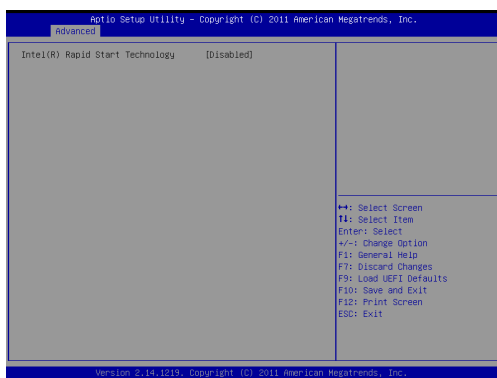 Aptio Setup Utility – Copyright (C) 2011 American Megatrends, Inc.
Advanced
Intel(R) Rapid Start Technology [Disabled]
↔: Select Screen
↑↓: Select Item
Enter: Select
+/-: Change Option
F1: General Help
F7: Discard Changes
F9: Load UEFI Defaults
F10: Save and Exit
F12: Print Screen
ESC: Exit
Version 2.14.1219. Copyright (C) 2011 American Megatrends, Inc.